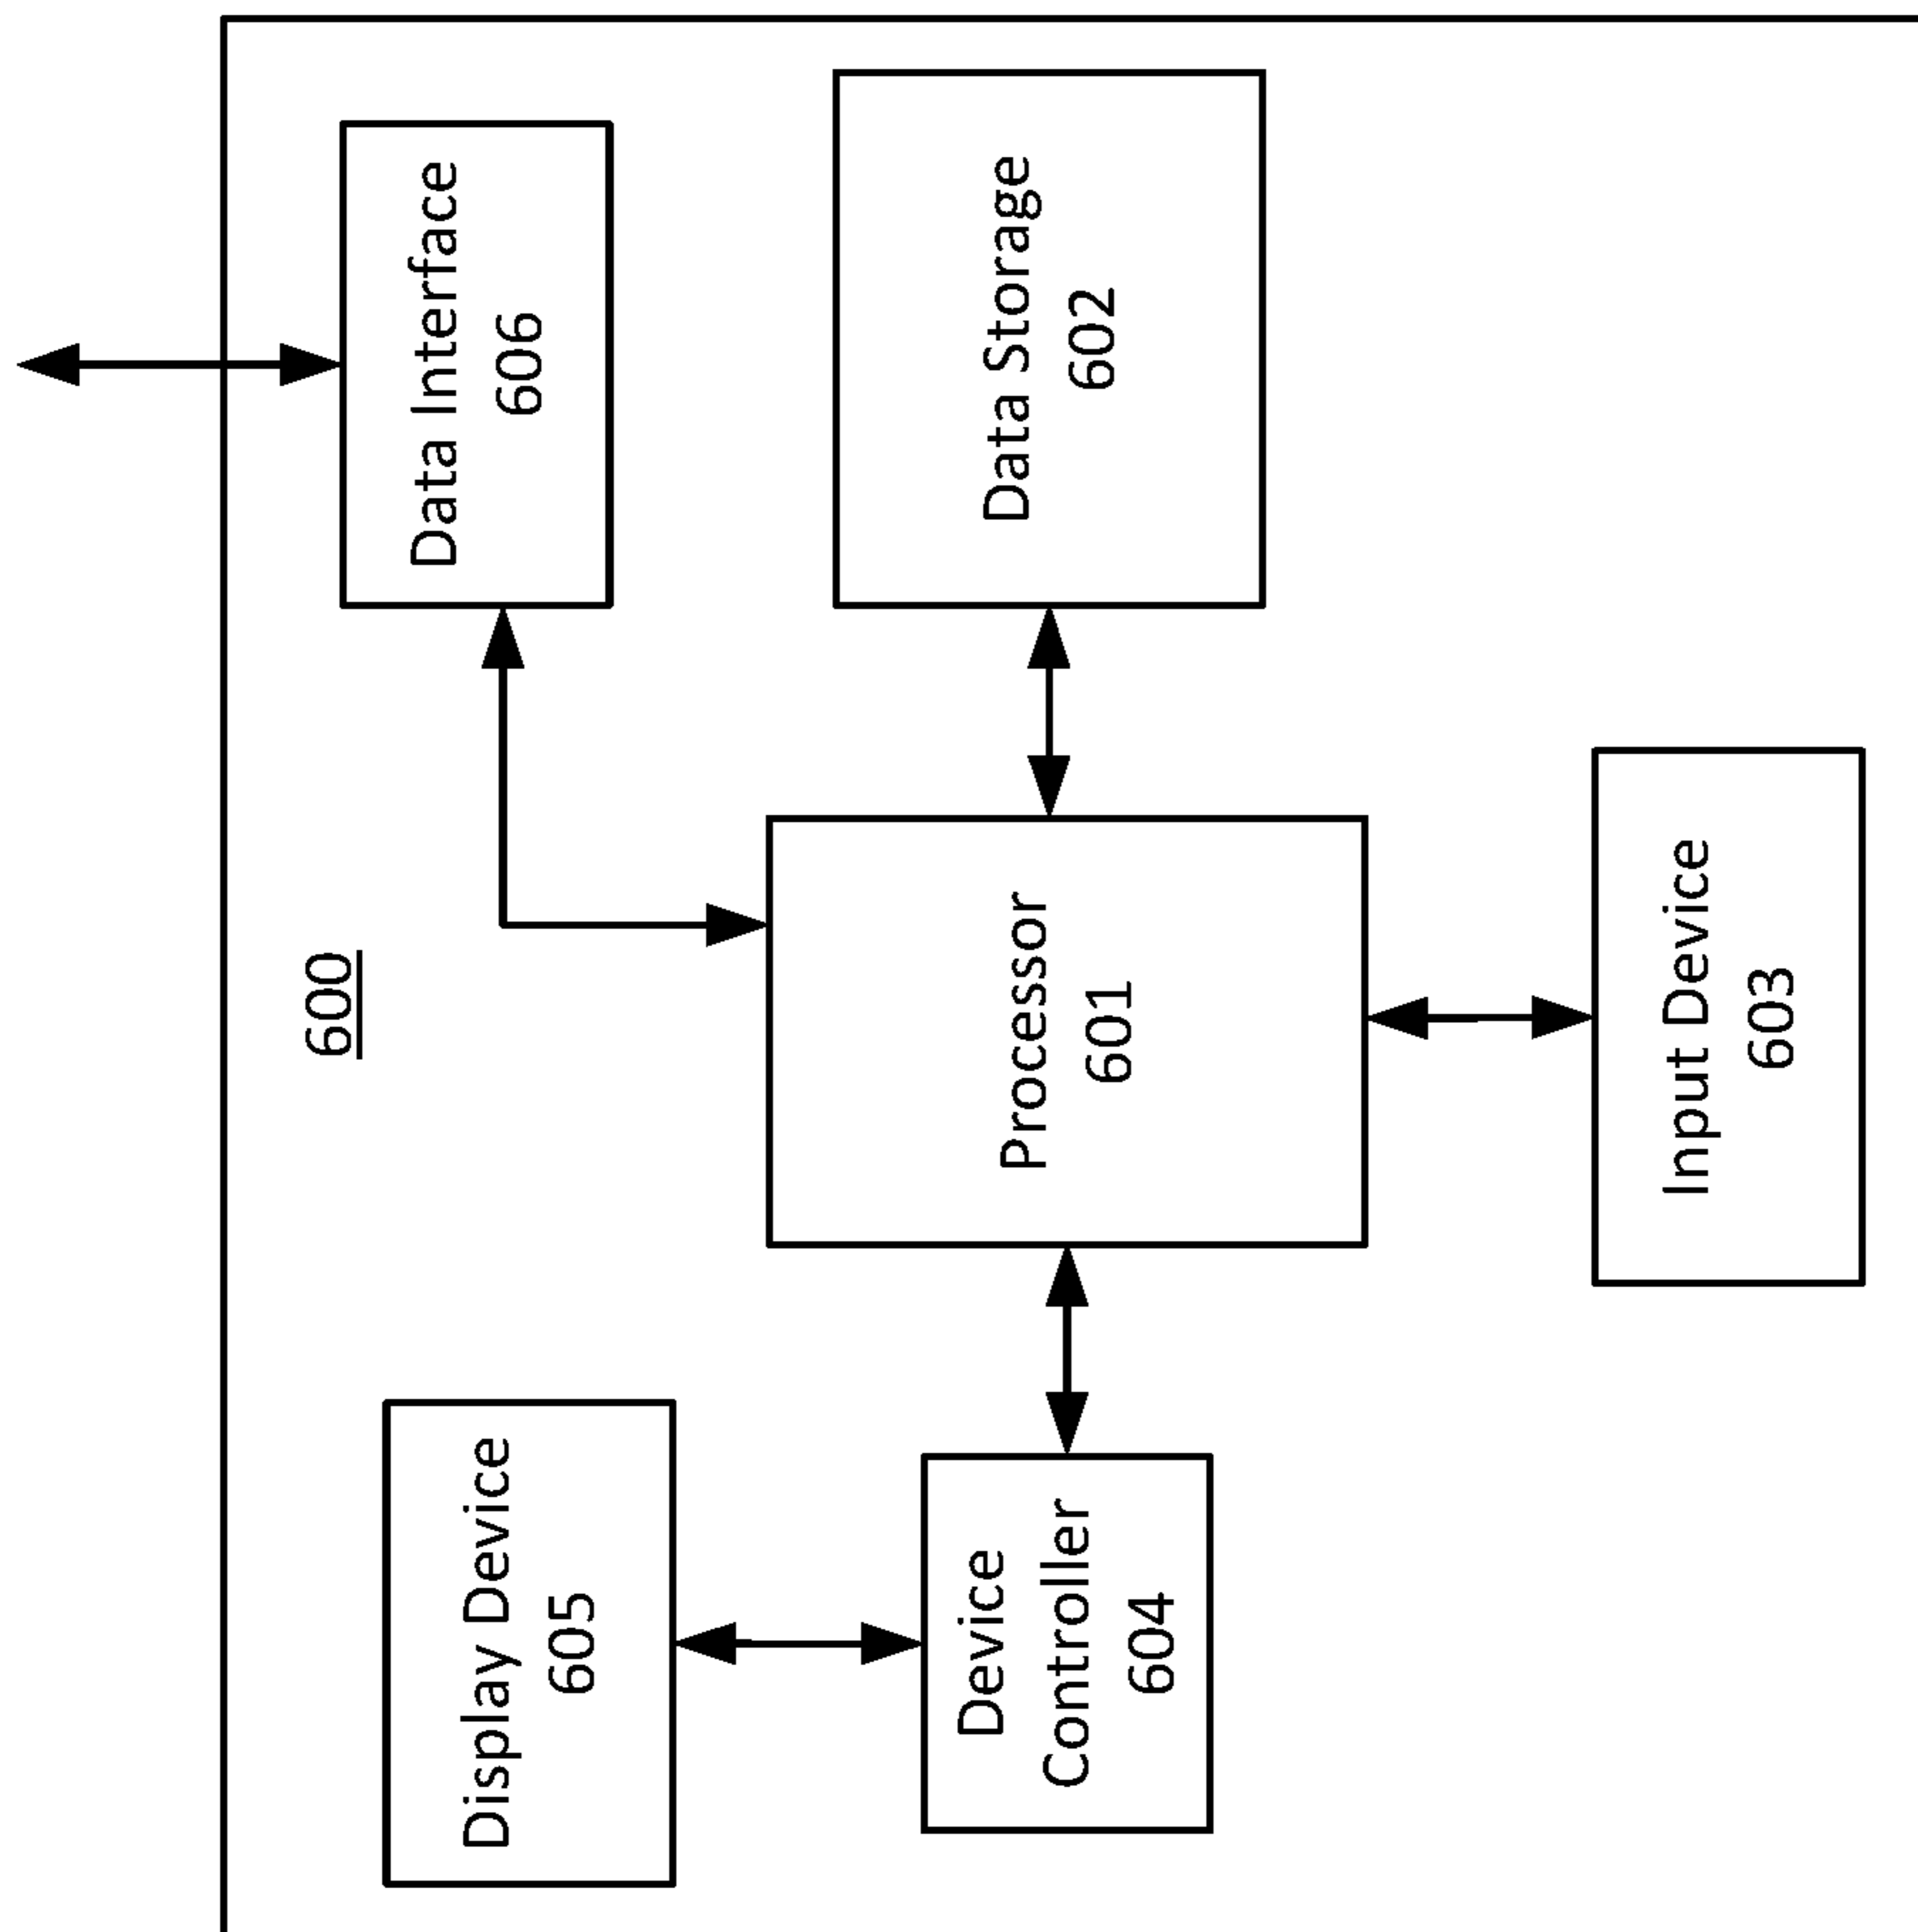 600
Display Device
605
Data Interface
606
Device
Controller
604
Processor
601
Data Storage
602
Input Device
603